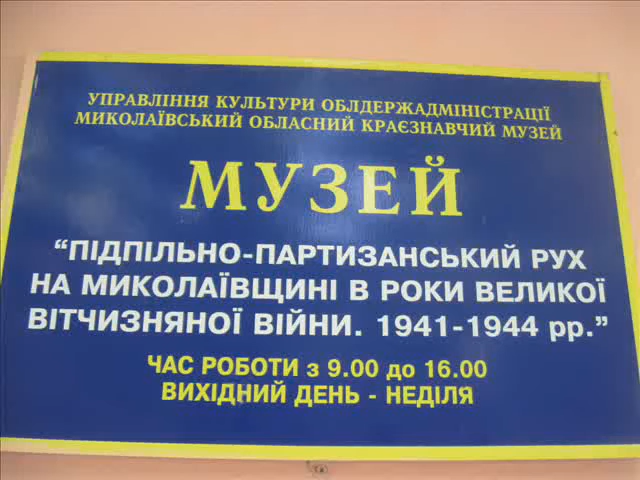 УПРАВЛІННЯ КУЛЬТУРИ ОБЛДЕРЖАДМІНІСТРАЦІЇ
МИКОЛАЇВСЬКИЙ ОБЛАСНИЙ КРАЄЗНАВЧИЙ МУЗЕЙ
МУЗЕЙ
“ПІДПІЛЬНО-ПАРТИЗАНСЬКИЙ РУХ
НА МИКОЛАЇВЩИНІ В РОКИ ВЕЛИКОЇ
ВІТЧИЗНЯНОЇ ВІЙНИ. 1941-1944 рр.”
ЧАС РОБОТИ з 9.00 до 16.00
ВИХІДНИЙ ДЕНЬ - НЕДІЛЯ